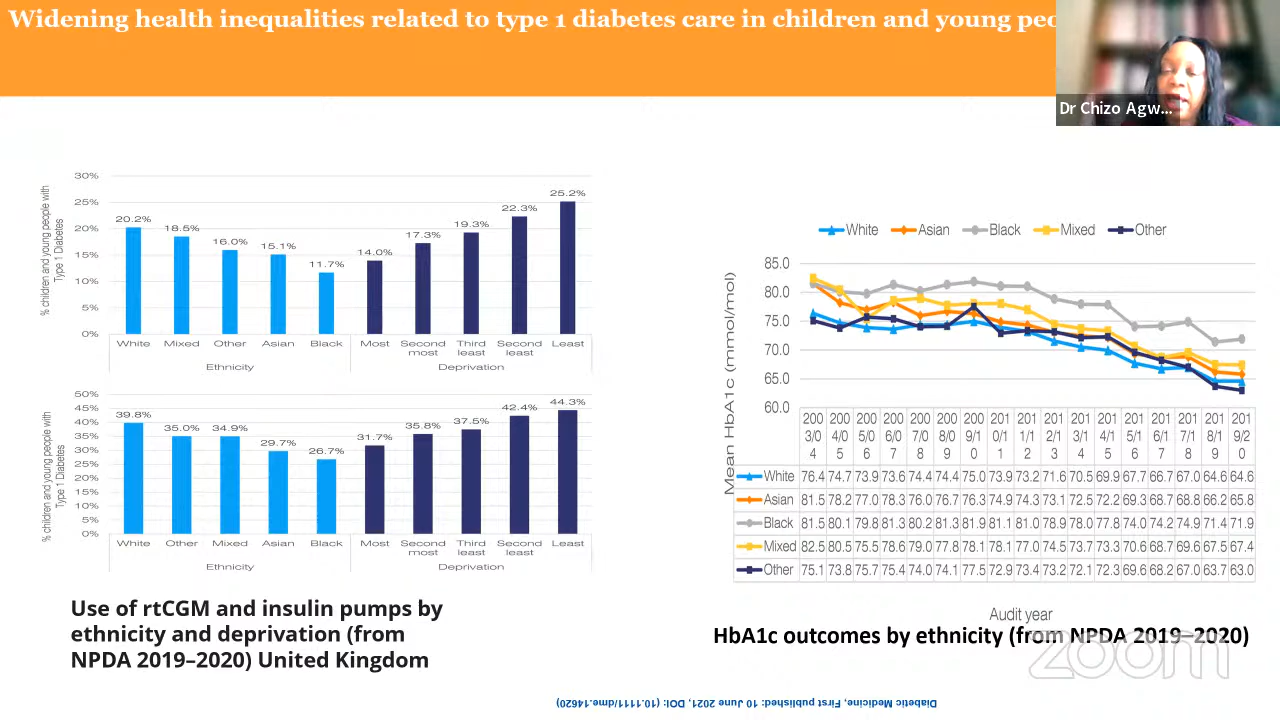 Widening health inequalities related to type 1 diabetes care in children and young
Dr Chizo Agw...
% children and young people with
Type 1 Diabetes
30%
25%
20%
15%
10%
5%
0%
20.2%
18.5%
16.0%
15.1%
11.7%
14.0%
17.3%
19.3%
22.3%
25.2%
White Mixed Other Asian Black Most Second most Third least Second least Least
Ethnicity Deprivation
% children and young people with
Type 1 Diabetes
50%
45%
40%
35%
30%
25%
20%
15%
10%
5%
0%
39.8%
35.0%
34.9%
29.7%
26.7%
31.7%
35.8%
37.5%
42.4%
44.3%
White Other Mixed Asian Black Most Second most Third least Second least Least
Ethnicity Deprivation
Use of rtCGM and insulin pumps by
ethnicity and deprivation (from
NPDA 2019–2020) United Kingdom
White Asian Black Mixed Other
Mean HbA1c (mmol/mol)
85.0
80.0
75.0
70.0
65.0
60.0
2003/04 2004/05 2005/06 2006/07 2007/08 2008/09 2009/10 2010/11 2011/12 2012/13 2013/14 2014/15 2015/16 2016/17 2017/18 2018/19 2019/20
White 76.4 74.7 73.9 73.6 74.4 74.4 75.0 73.9 73.2 71.6 70.5 69.9 67.7 66.7 67.0 64.6 64.6
Asian 81.5 78.2 77.0 78.3 76.0 76.7 76.3 74.9 74.3 73.1 72.5 72.2 69.3 68.7 68.8 66.2 65.8
Black 81.5 80.1 79.8 81.3 80.2 81.3 81.9 81.1 81.0 78.9 78.0 77.8 74.0 74.2 74.9 71.4 71.9
Mixed 82.5 80.5 75.5 78.6 79.0 77.8 78.1 78.1 77.0 74.5 73.7 73.3 70.6 68.7 69.6 67.5 67.4
Other 75.1 73.8 75.7 75.4 74.0 74.1 77.5 72.9 73.4 73.2 72.1 72.3 69.6 68.2 67.0 63.7 63.0
Audit year
HbA1c outcomes by ethnicity (from NPDA 2019–2020)
zoom
Diabetic Medicine, First published: 10 June 2021, DOI: (10.1111/dme.14620)